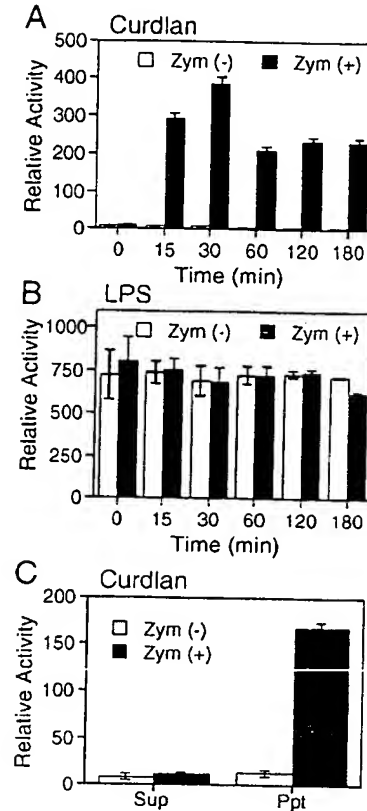 A Curdlan
500
400
300
200
100
0
Relative Activity
Zym (-) Zym (+)
0 15 30 60 120 180
Time (min)
B LPS
1000
750
500
250
0
Relative Activity
Zym (-) Zym (+)
0 15 30 60 120 180
Time (min)
C Curdlan
200
150
100
50
0
Relative Activity
Zym (-)
Zym (+)
Sup Ppt